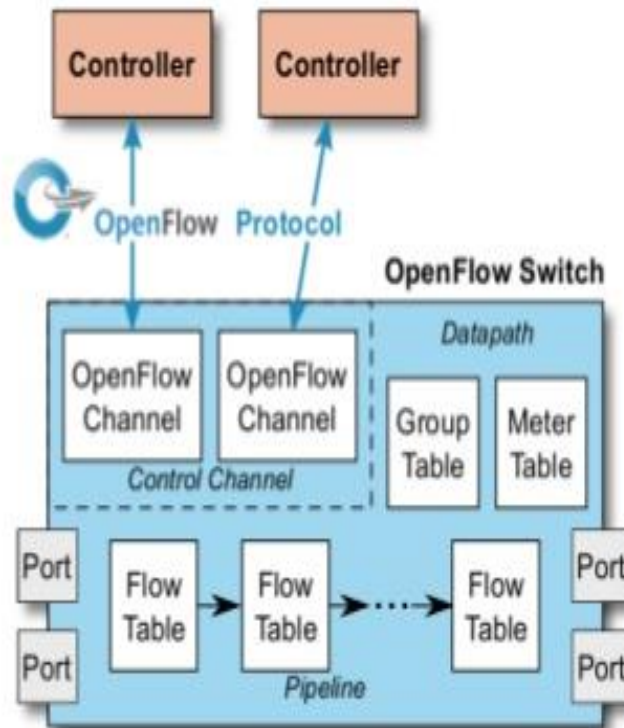 Controller
Controller
OpenFlow Protocol
OpenFlow Switch
Datapath
OpenFlow
Channel
OpenFlow
Channel
Control Channel
Group
Table
Meter
Table
Port
Port
Port
Port
Flow
Table
Flow
Table
...
Flow
Table
Pipeline